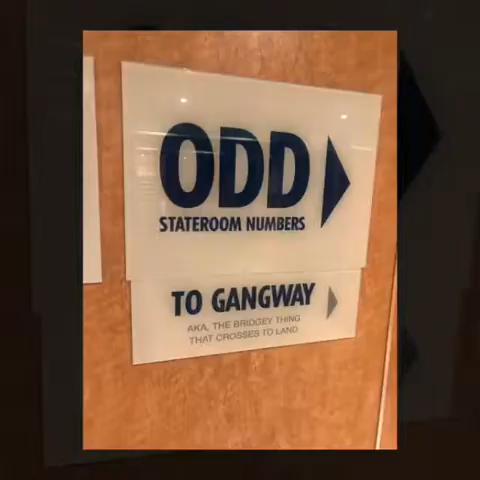 ODD
STATEROOM NUMBERS
TO GANGWAY
AKA, THE BRIDGEY THING
THAT CROSSES TO LAND